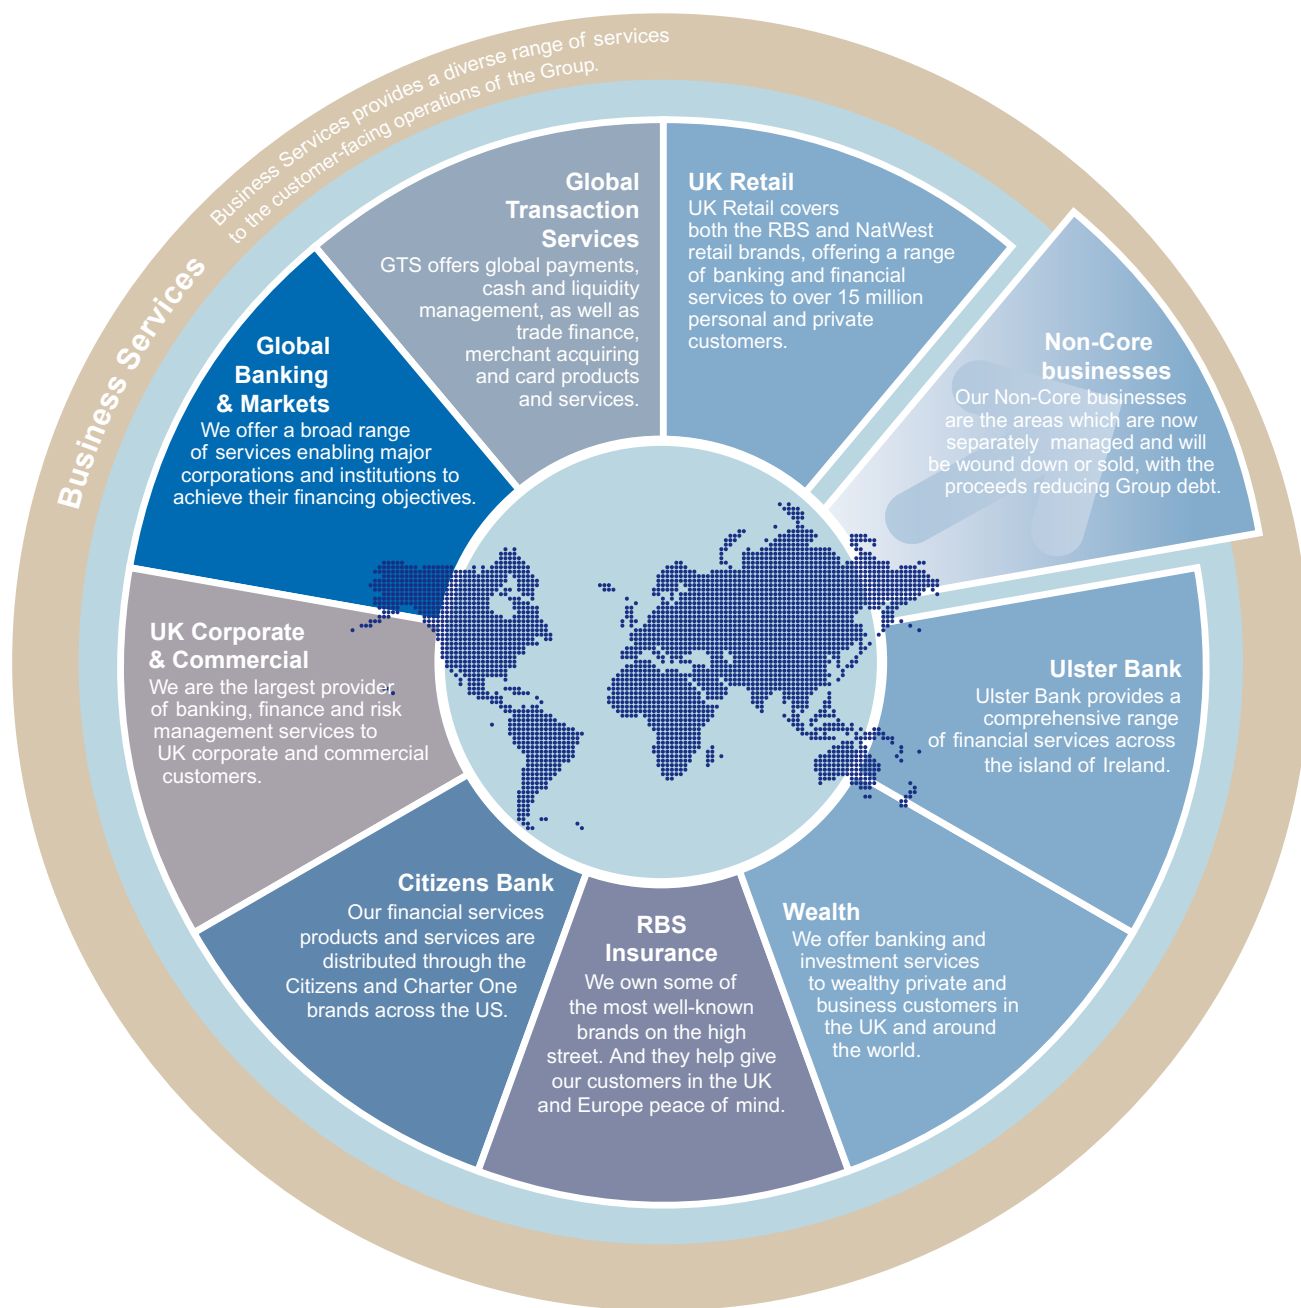 Business Services
Business Services provides a diverse range of services
to the customer-facing operations of the Group.
Global
Transaction
Services
GTS offers global payments,
cash and liquidity
management, as well as
trade finance,
merchant acquiring
and card products
and services.
UK Retail
UK Retail covers
both the RBS and NatWest
retail brands, offering a range
of banking and financial
services to over 15 million
personal and private
customers.
Non-Core
businesses
Our Non-Core businesses
are the areas which are now
separately managed and will
be wound down or sold, with the
proceeds reducing Group debt.
Global
Banking
& Markets
We offer a broad range
of services enabling major
corporations and institutions to
achieve their financing objectives.
UK Corporate
& Commercial
We are the largest provider
of banking, finance and risk
management services to
UK corporate and commercial
customers.
Ulster Bank
Ulster Bank provides a
comprehensive range
of financial services across
the island of Ireland.
Citizens Bank
Our financial services
products and services are
distributed through the
Citizens and Charter One
brands across the US.
RBS
Insurance
We own some of
the most well-known
brands on the high
street. And they help give
our customers in the UK
and Europe peace of mind.
Wealth
We offer banking and
investment services
to wealthy private and
business customers in
the UK and around
the world.